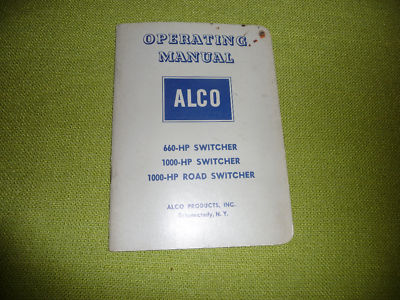 OPERATING
MANUAL
ALCO
660-HP SWITCHER
1000-HP SWITCHER
1000-HP ROAD SWITCHER
ALCO PRODUCTS, INC.
Schenectady, N. Y.